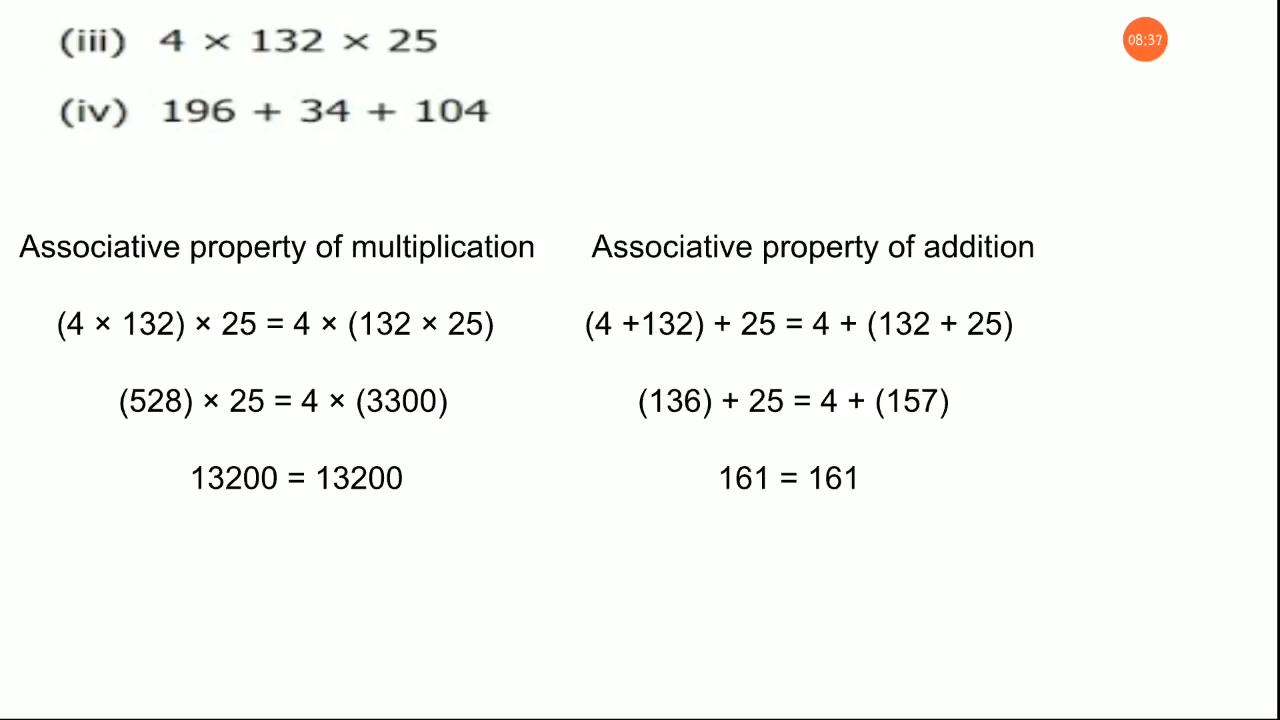 (iii) 4 × 132 × 25
08:37
(iv) 196 + 34 + 104
Associative property of multiplication
Associative property of addition
(4 × 132) × 25 = 4 × (132 × 25)
(4 +132) + 25 = 4 + (132 + 25)
(528) × 25 = 4 × (3300)
(136) + 25 = 4 + (157)
13200 = 13200
161 = 161